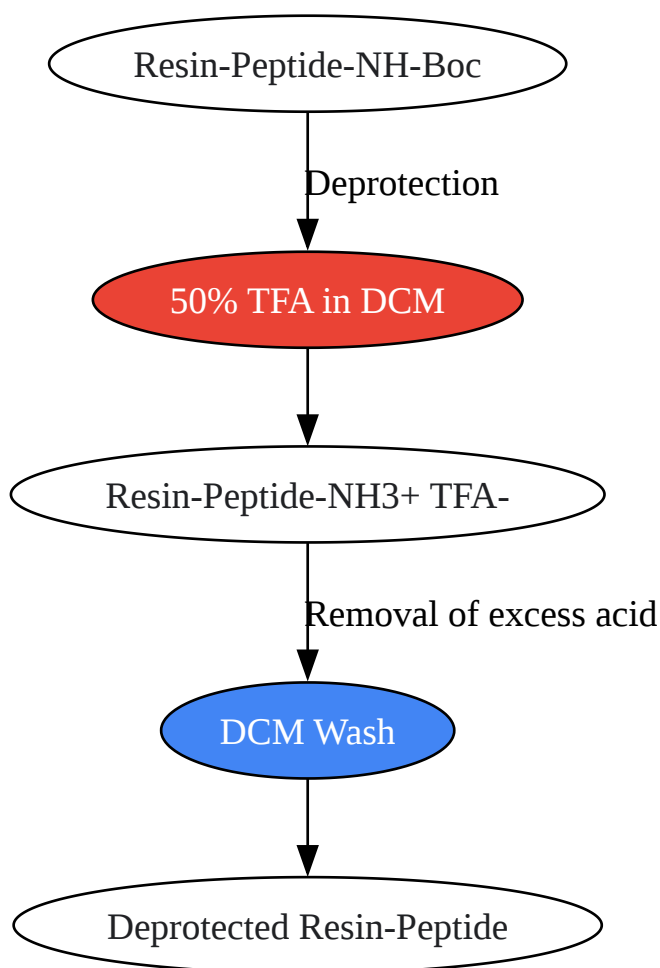 Resin-Peptide-NH-Boc
Deprotection
50% TFA in DCM
Resin-Peptide-NH3+ TFA-
Removal of excess acid
DCM Wash
Deprotected Resin-Peptide